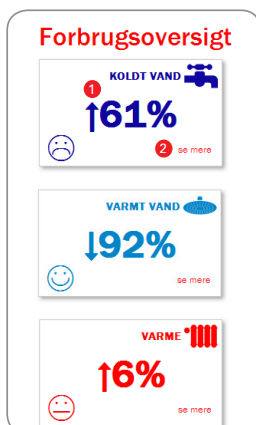 Forbrugsoversigt
KOLDT VAND
1
↑61%
2 se mere
VARMT VAND
↓92%
se mere
VARME
↑6%
se mere